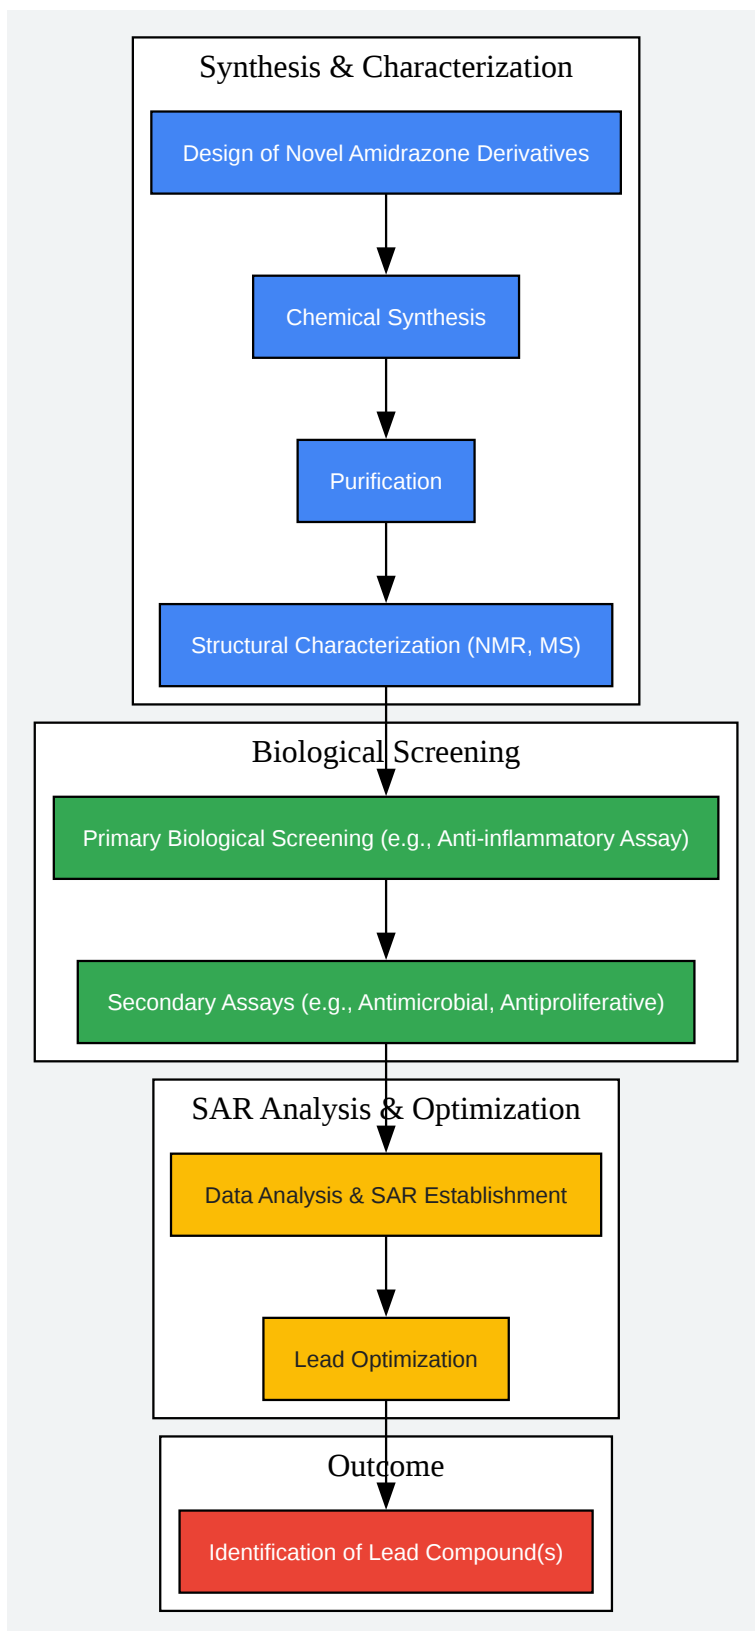 Synthesis & Characterization
Design of Novel Amidrazone Derivatives
Chemical Synthesis
Purification
Structural Characterization (NMR, MS)
Biological Screening
Primary Biological Screening (e.g., Anti-inflammatory Assay)
Secondary Assays (e.g., Antimicrobial, Antiproliferative)
SAR Analysis & Optimization
Data Analysis & SAR Establishment
Lead Optimization
Outcome
Identification of Lead Compound(s)